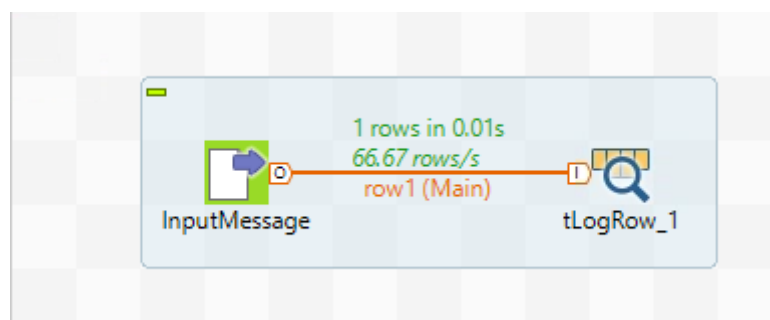 1 rows in 0.01s
66.67 rows/s
O
I
row1 (Main)
InputMessage
tLogRow_1